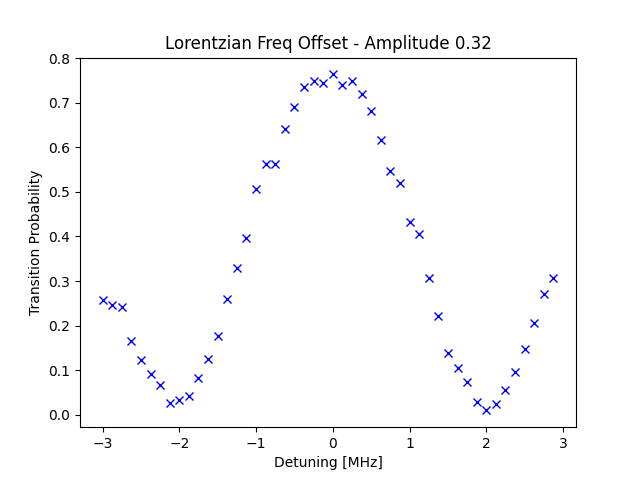 Lorentzian Freq Offset - Amplitude 0.32
Transition Probability
0.8
0.7
0.6
0.5
0.4
0.3
0.2
0.1
0.0
−3 −2 −1 0 1 2 3
Detuning [MHz]